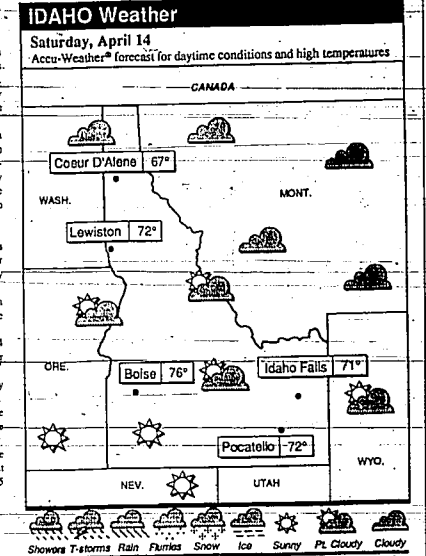 IDAHO Weather
Saturday, April 14
Accu-Weather® forecast for daytime conditions and high temperatures
CANADA
Coeur D'Alene 67°
WASH.
MONT.
Lewiston 72°
ORE.
Boise 76°
Idaho Falls 71°
Pocatello 72°
WYO.
NEV.
UTAH
Showers T-storms Rain Flurries Snow Ice Sunny Pt. Cloudy Cloudy